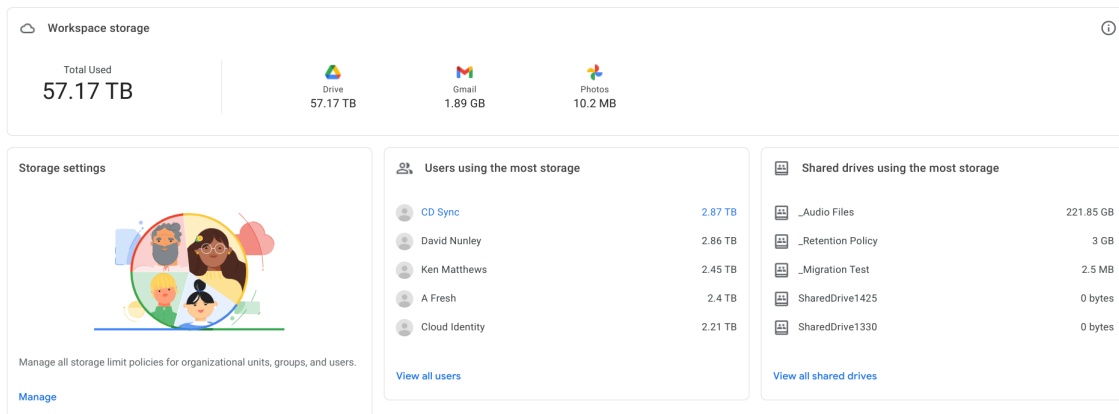 Workspace storage
Total Used
57.17 TB
Drive
57.17 TB
Gmail
1.89 GB
Photos
10.2 MB
Storage settings
Manage all storage limit policies for organizational units, groups, and users.
Manage
Users using the most storage
CD Sync 2.87 TB
David Nunley 2.86 TB
Ken Matthews 2.45 TB
A Fresh 2.4 TB
Cloud Identity 2.21 TB
View all users
Shared drives using the most storage
_Audio Files 221.85 GB
_Retention Policy 3 GB
_Migration Test 2.5 MB
SharedDrive1425 0 bytes
SharedDrive1330 0 bytes
View all shared drives